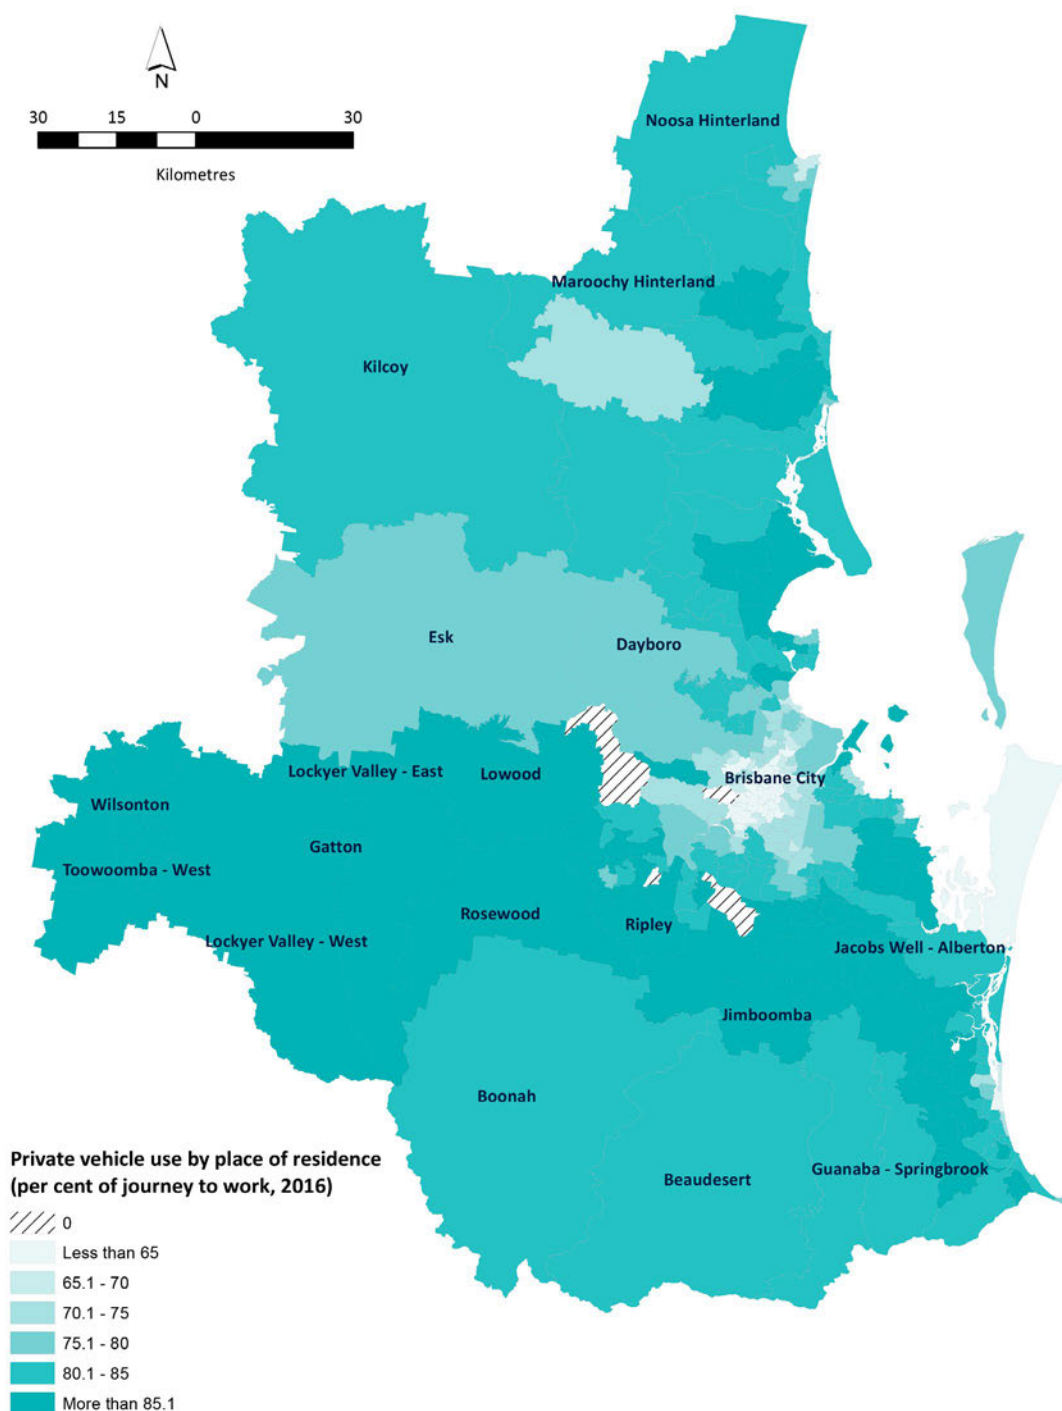 N
30 15 0 30
Kilometres
Noosa Hinterland
Maroochy Hinterland
Kilcoy
Esk
Dayboro
Lockyer Valley - East
Lowood
Brisbane City
Wilsonton
Gatton
Toowoomba - West
Rosewood
Ripley
Lockyer Valley - West
Jacobs Well - Alberton
Jimboomba
Boonah
Guanaba - Springbrook
Beaudesert
Private vehicle use by place of residence
(per cent of journey to work, 2016)
0
Less than 65
65.1 - 70
70.1 - 75
75.1 - 80
80.1 - 85
More than 85.1